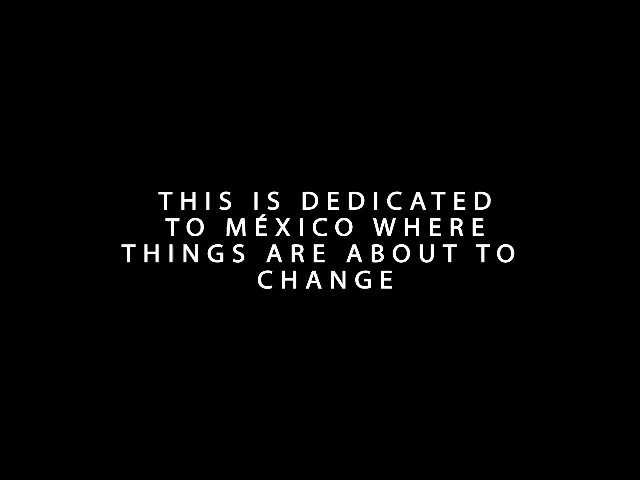 THIS IS DEDICATED
TO MÉXICO WHERE
THINGS ARE ABOUT TO
CHANGE